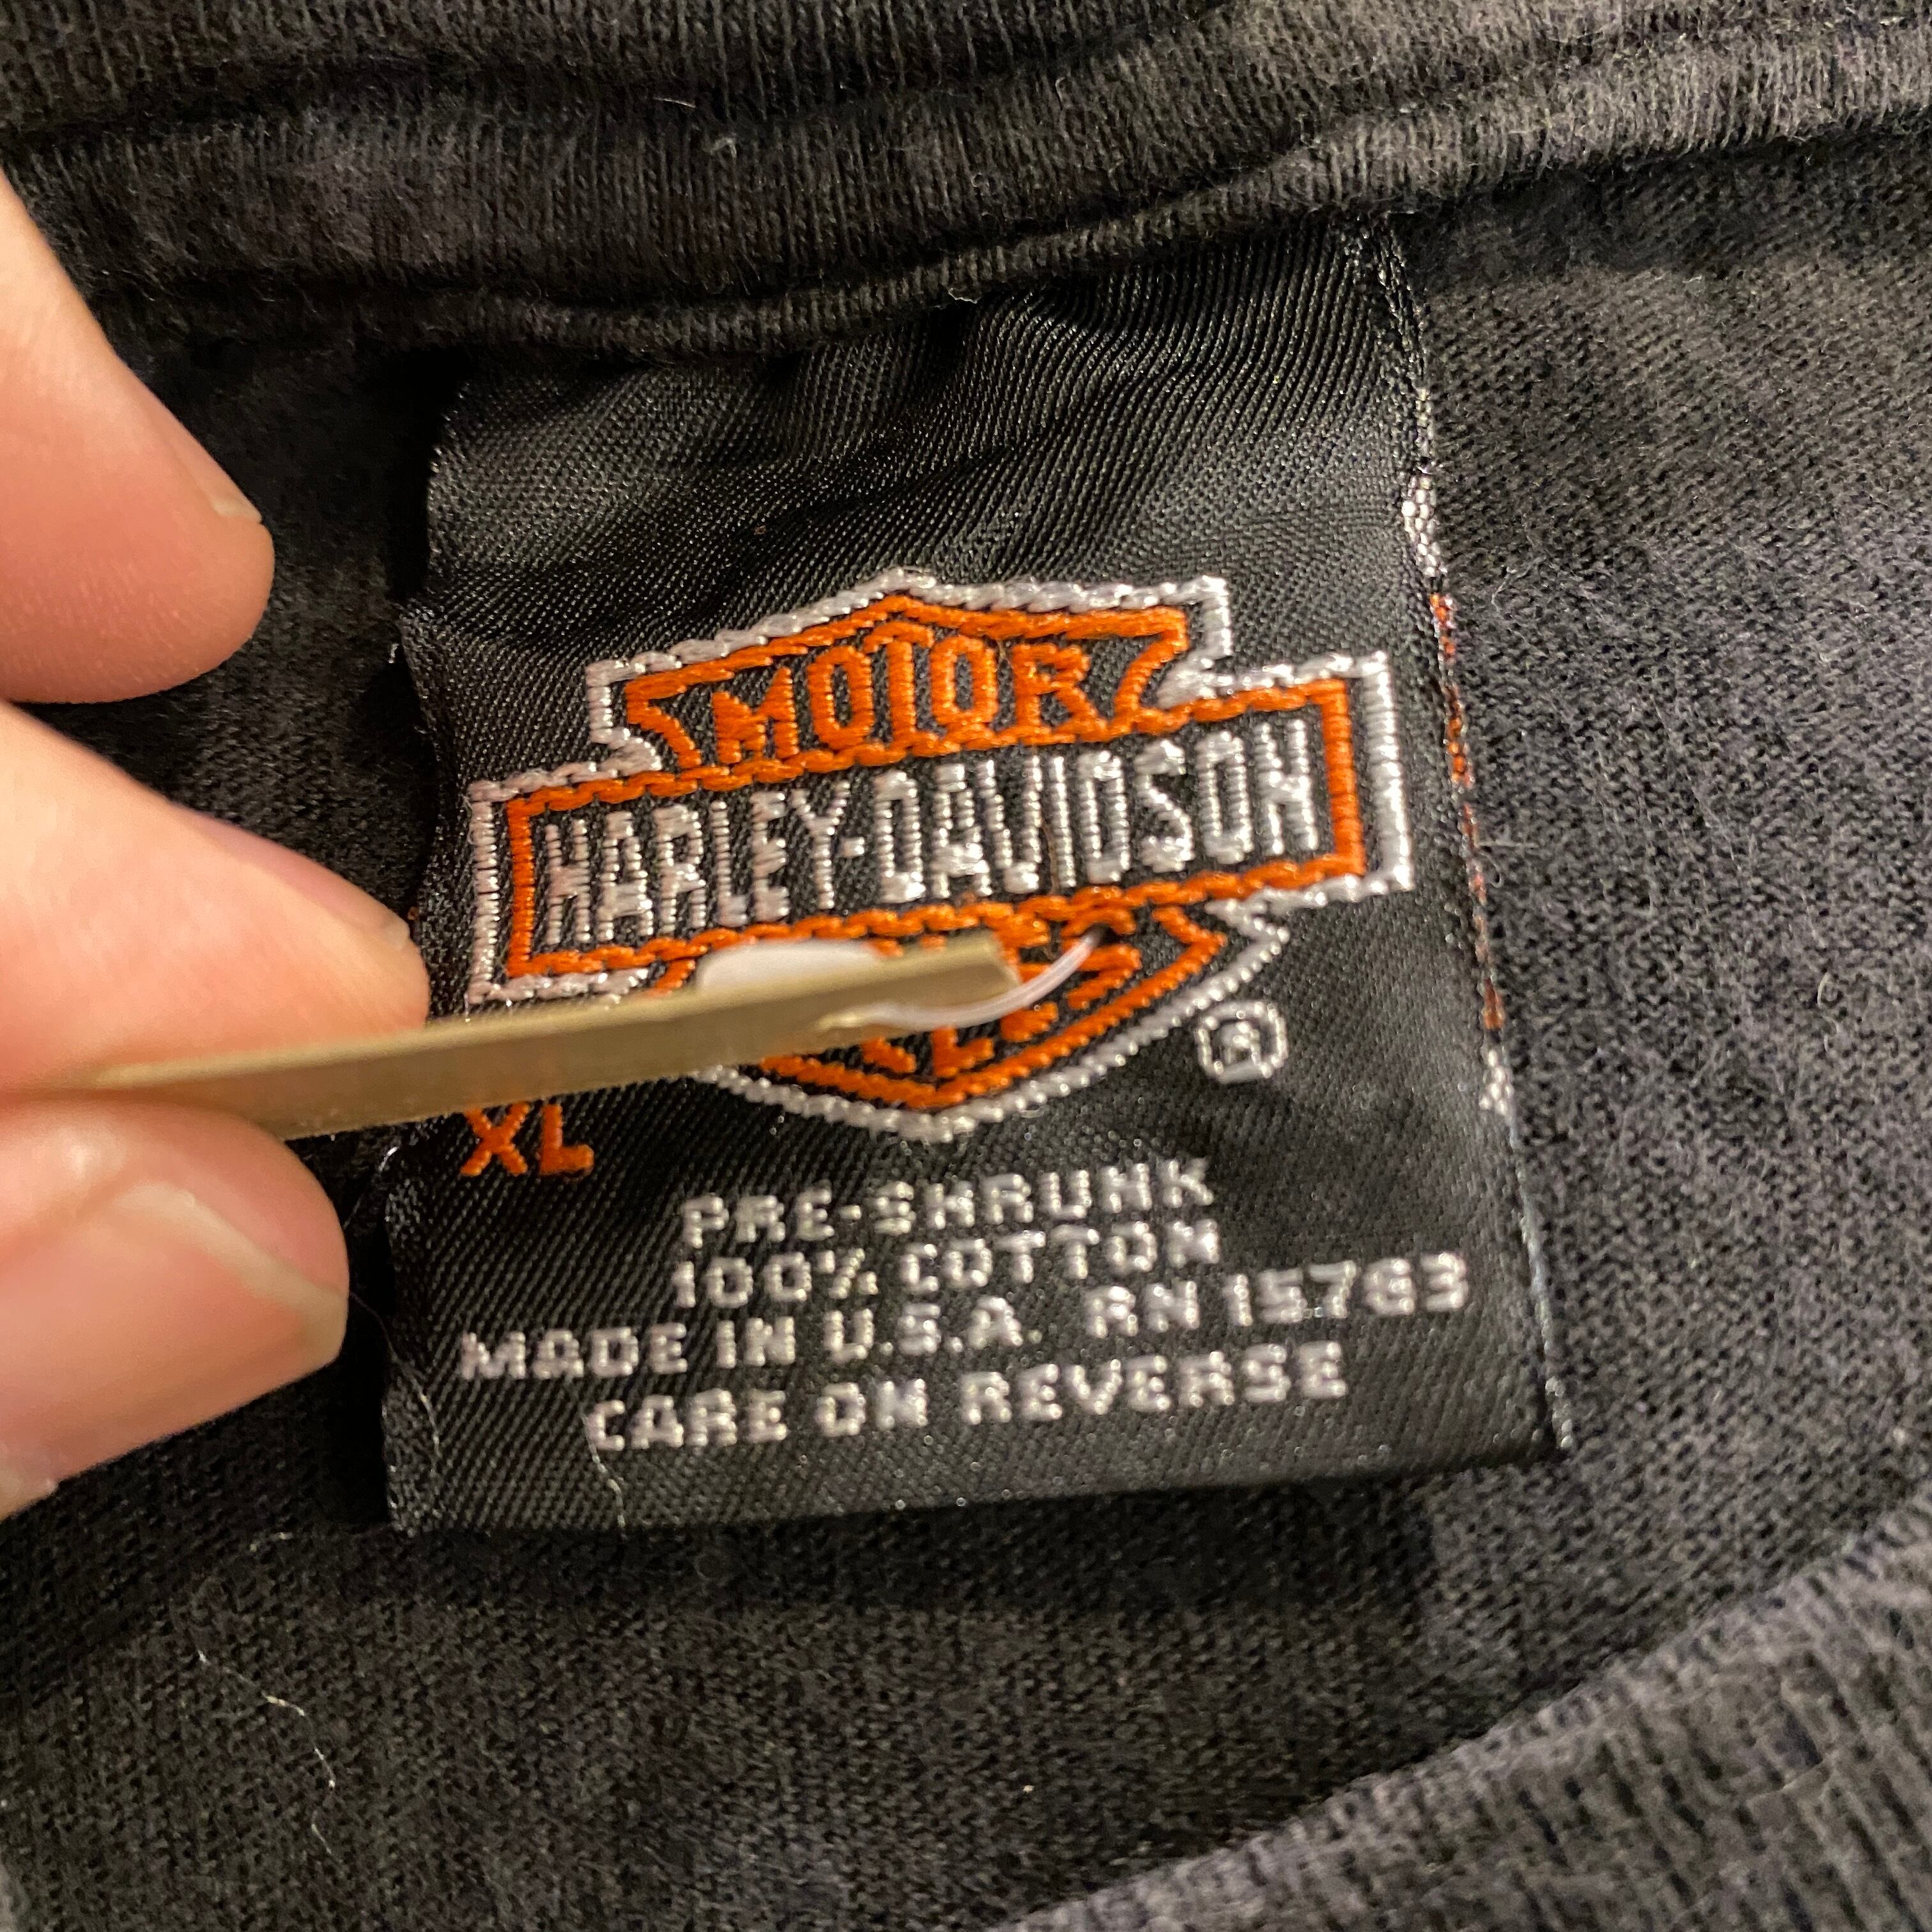 MOTOR
HARLEY-DAVIDSON
®
XL
PRE-SHRUNK
100% COTTON
MADE IN U.S.A. RN 15763
CARE ON REVERSE